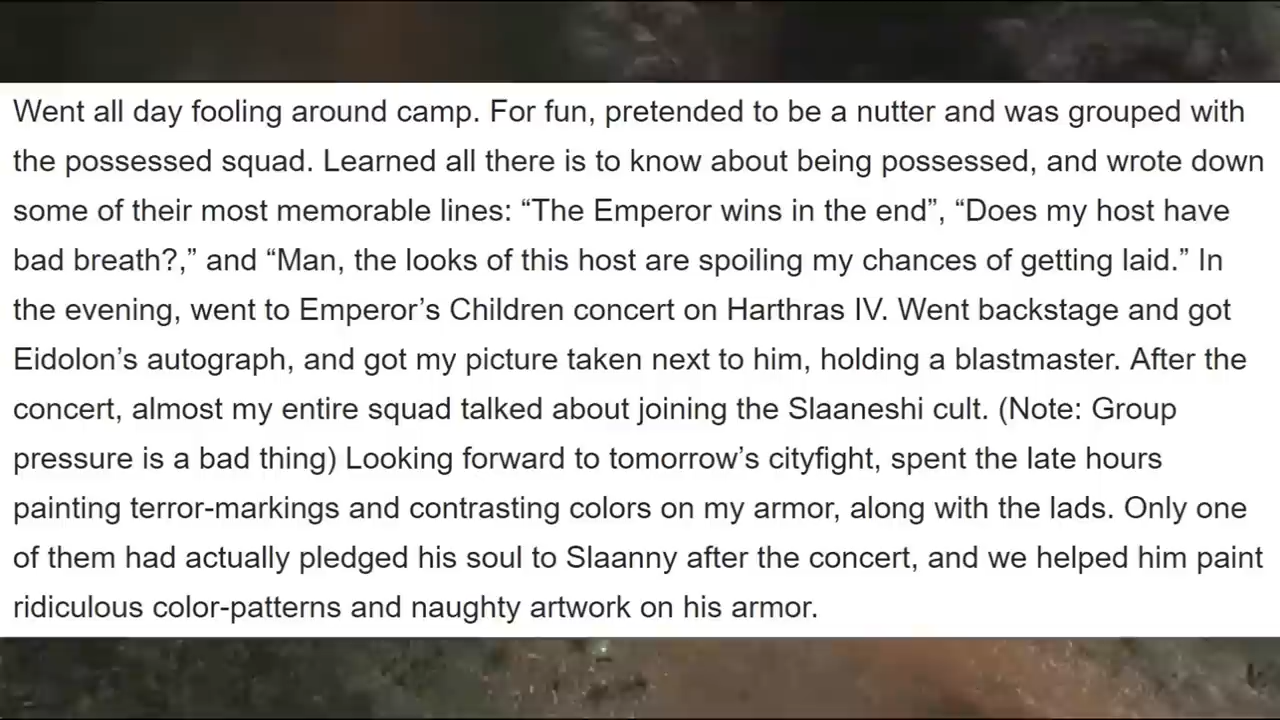 Went all day fooling around camp. For fun, pretended to be a nutter and was grouped with
the possessed squad. Learned all there is to know about being possessed, and wrote down
some of their most memorable lines: “The Emperor wins in the end”, “Does my host have
bad breath?,” and “Man, the looks of this host are spoiling my chances of getting laid.” In
the evening, went to Emperor’s Children concert on Harthras IV. Went backstage and got
Eidolon’s autograph, and got my picture taken next to him, holding a blastmaster. After the
concert, almost my entire squad talked about joining the Slaaneshi cult. (Note: Group
pressure is a bad thing) Looking forward to tomorrow’s cityfight, spent the late hours
painting terror-markings and contrasting colors on my armor, along with the lads. Only one
of them had actually pledged his soul to Slaanny after the concert, and we helped him paint
ridiculous color-patterns and naughty artwork on his armor.